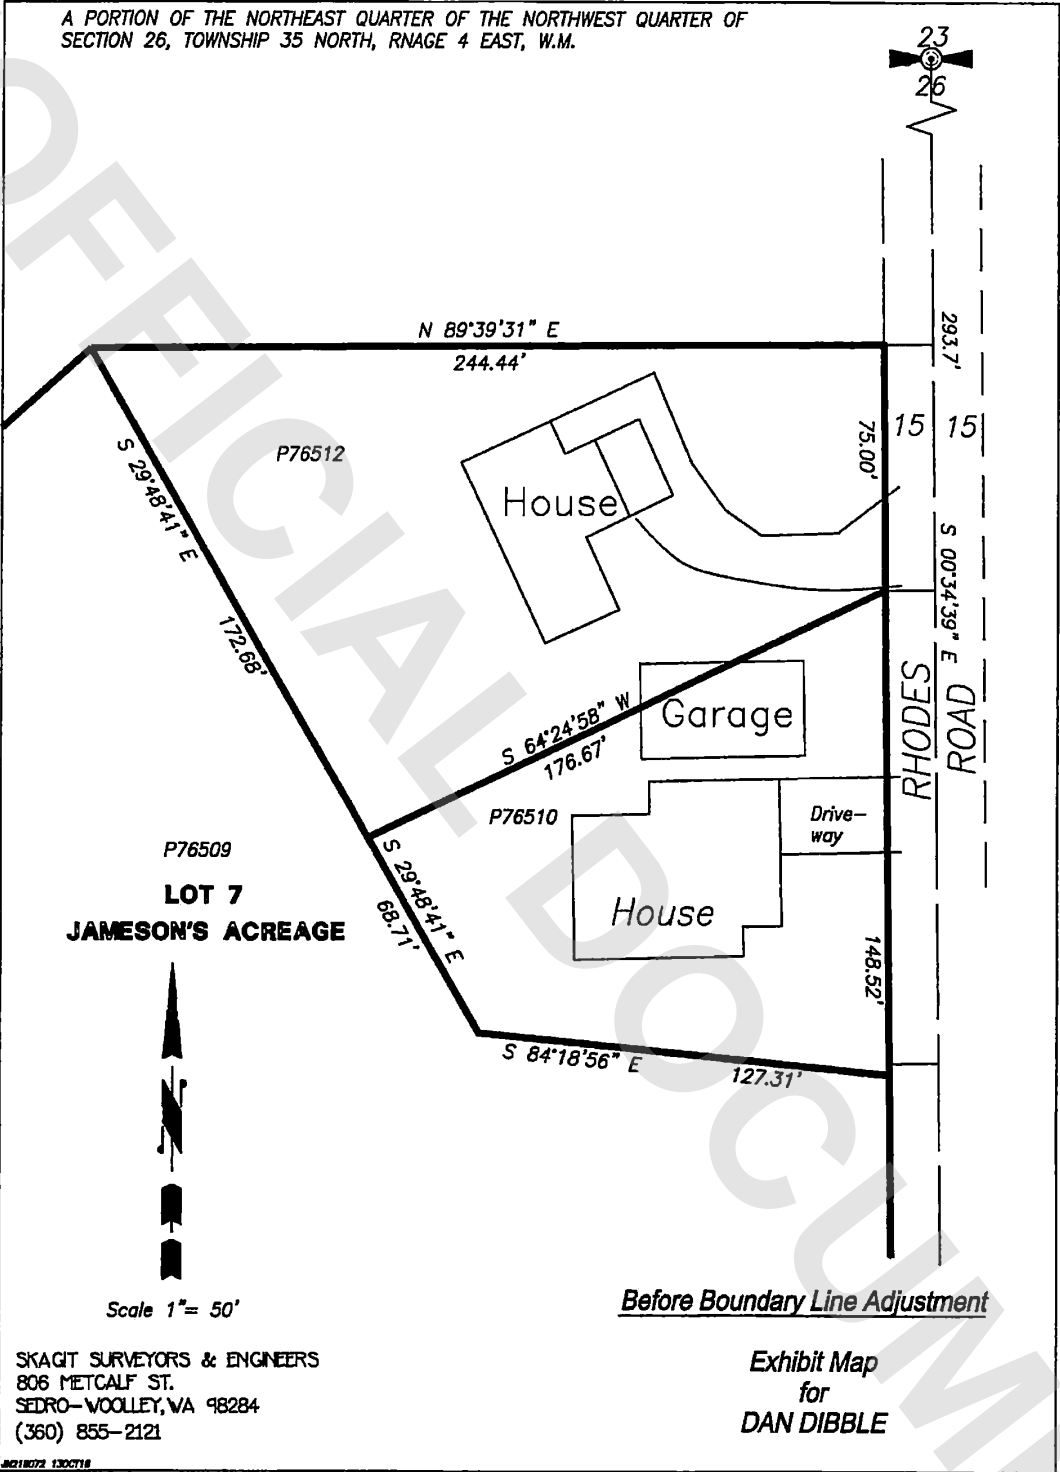 A PORTION OF THE NORTHEAST QUARTER OF THE NORTHWEST QUARTER OF
SECTION 26, TOWNSHIP 35 NORTH, RNAGE 4 EAST, W.M.
23
26
N 89°39'31" E
244.44'
293.7'
15 15
75.00'
P76512
S 29°48'41" E
House
172.68'
S 00°34'39" E
RHODES
ROAD
S 64°24'58" W
176.67'
Garage
P76510
Drive-
way
P76509
LOT 7
JAMESON'S ACREAGE
S 29°48'41" E
68.71'
House
148.52'
S 84°18'56" E
127.31'
Scale 1"= 50'
Before Boundary Line Adjustment
SKAGIT SURVEYORS & ENGINEERS
806 METCALF ST.
SEDRO-WOOLLEY, WA 98284
(360) 855-2121
Exhibit Map
for
DAN DIBBLE
13OCT18
OFFICIAL DOCUM